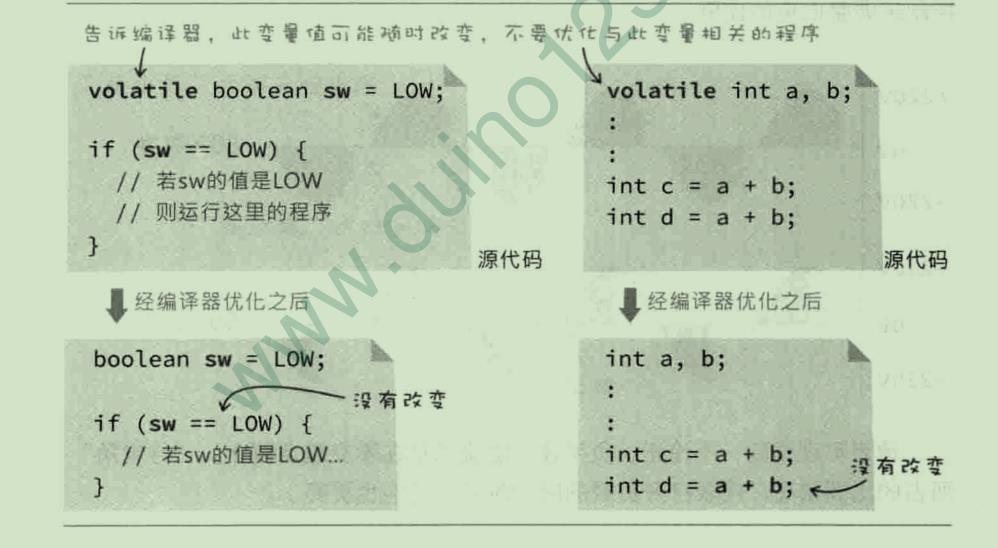 告诉编译器，此变量值可能随时改变，不要优化与此变量相关的程序
volatile boolean sw = LOW;
if (sw == LOW) {
// 若sw的值是LOW
// 则运行这里的程序
}
源代码
经编译器优化之后
boolean sw = LOW;
没有改变
if (sw == LOW) {
// 若sw的值是LOW...
}
volatile int a, b;
:
:
int c = a + b;
int d = a + b;
源代码
经编译器优化之后
int a, b;
:
:
int c = a + b;
没有改变
int d = a + b;